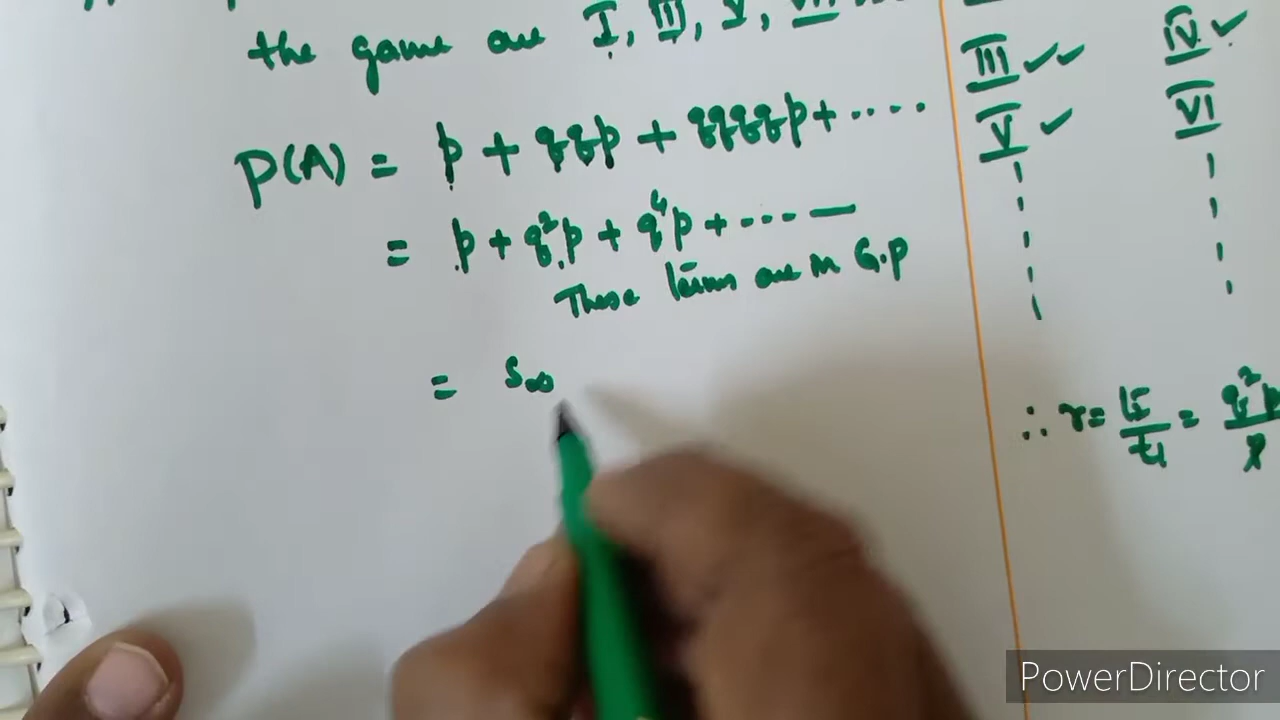 the game are I, III, V, VII
P(A) = p + qqp + qqqqp + ....
= p + q²p + q⁴p + ....—
These terms are in G.P
= S∞
III ✓✓
IV ✓
V ✓
VI
∴ r = t₂/t₁ = q²p/p
PowerDirector